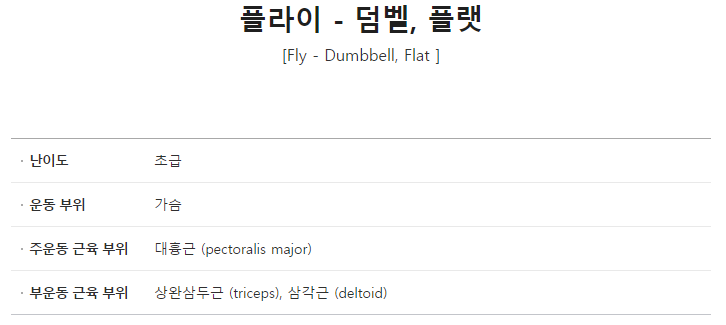 플라이 - 덤벨, 플랫
[Fly - Dumbbell, Flat ]
· 난이도 초급
· 운동 부위 가슴
· 주운동 근육 부위 대흉근 (pectoralis major)
· 부운동 근육 부위 상완삼두근 (triceps), 삼각근 (deltoid)